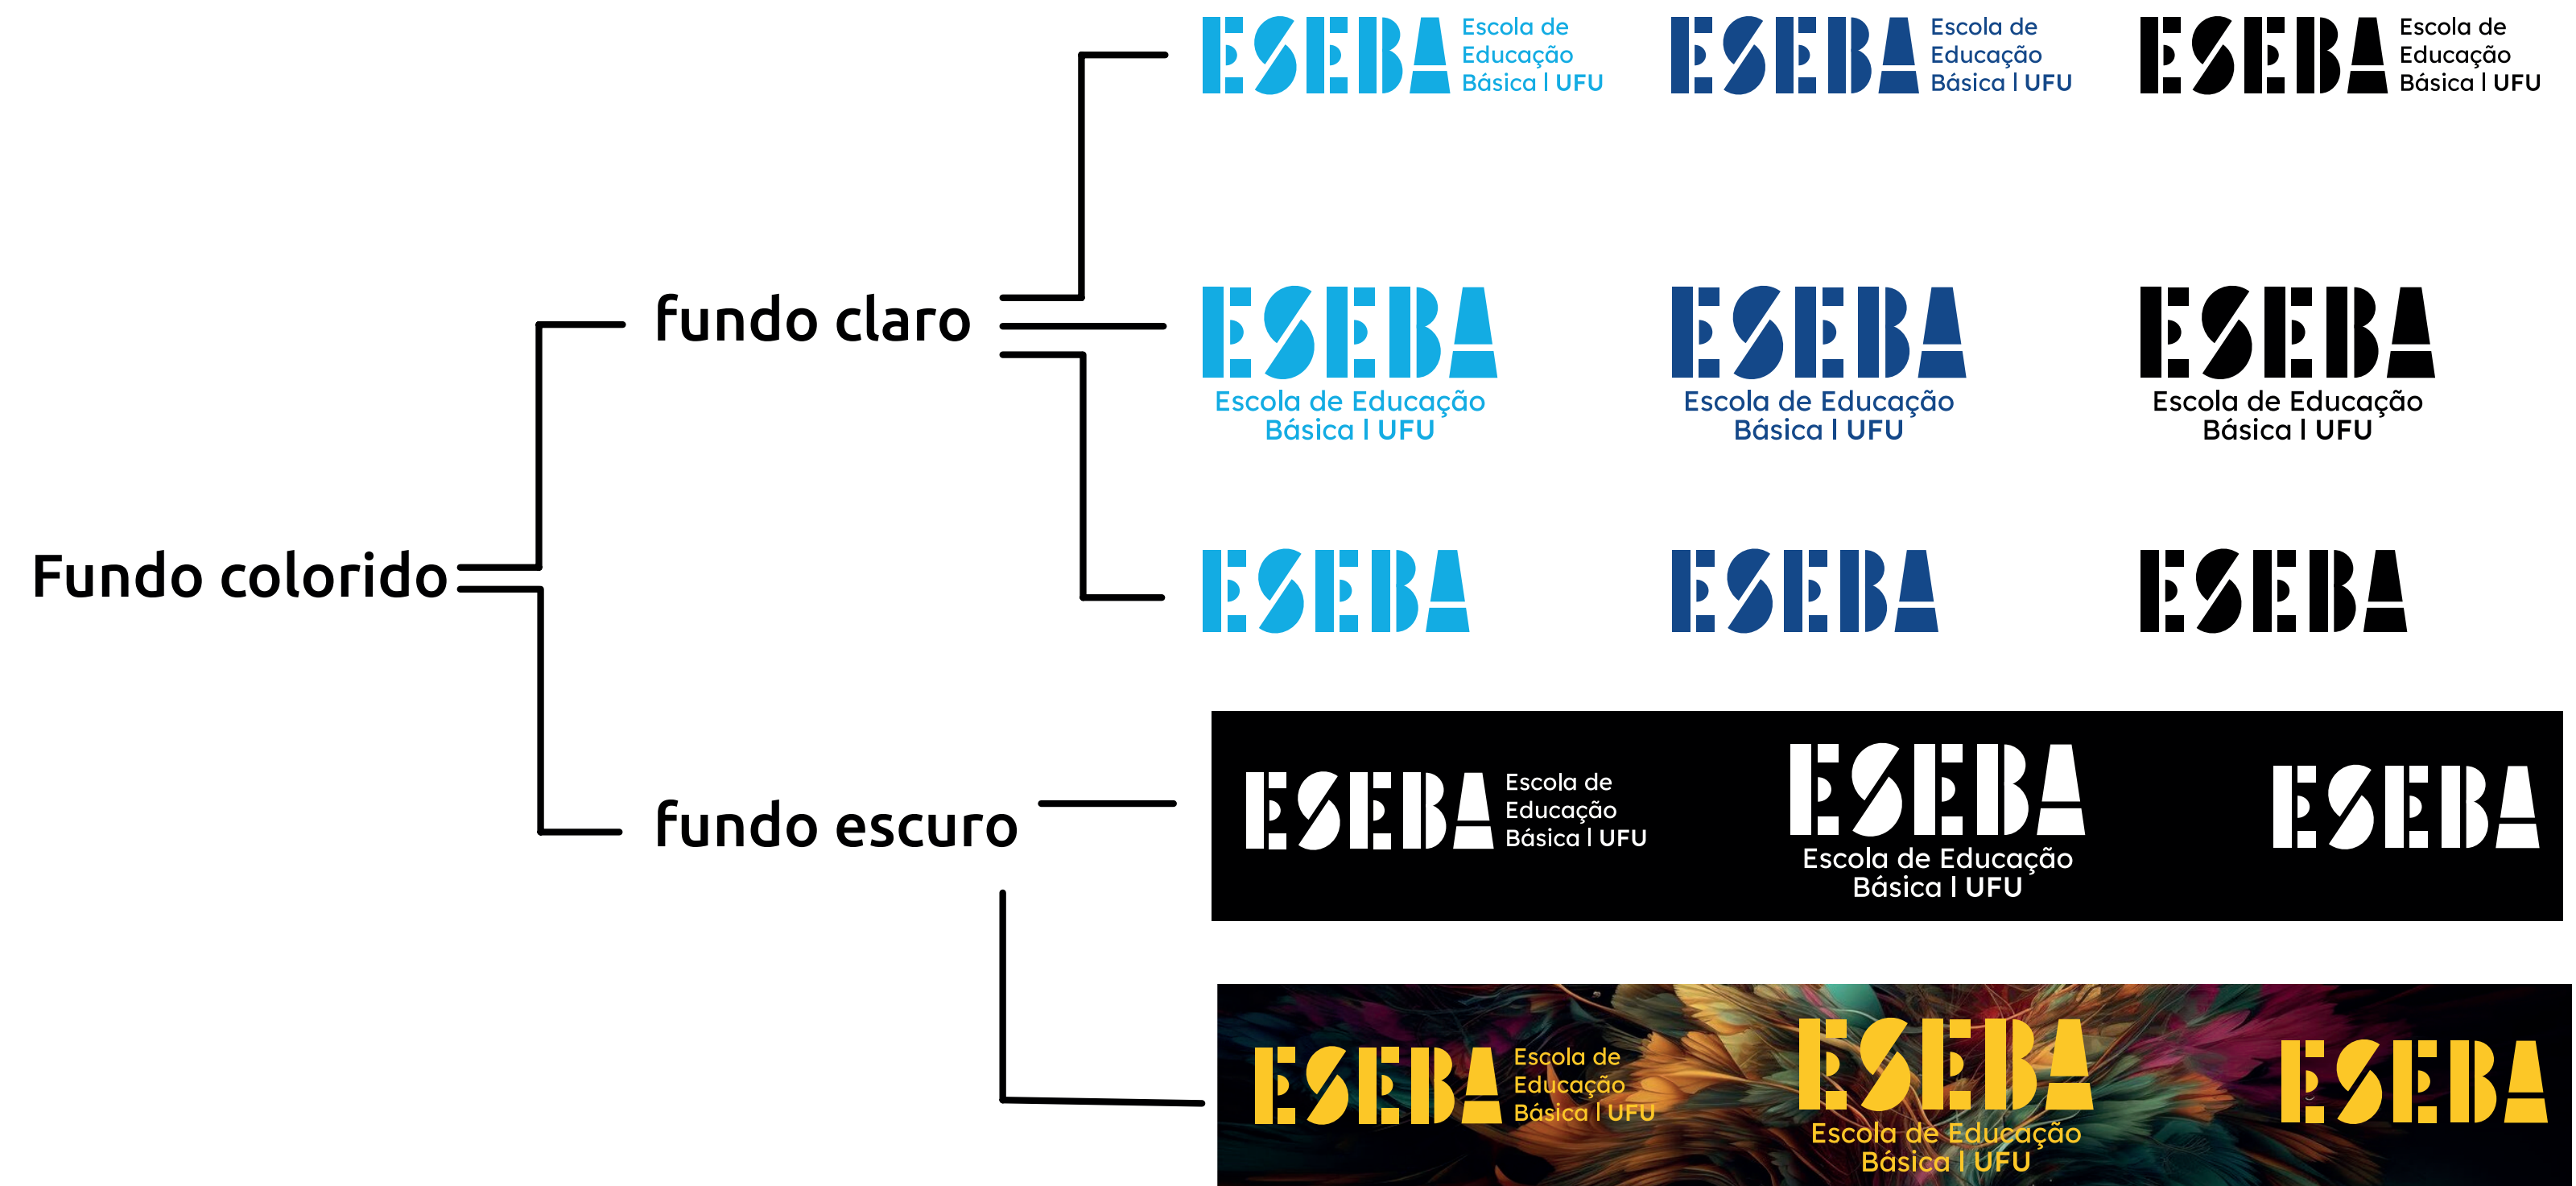 ESEBA
Escola de
Educação
Básica | UFU
ESEBA
Escola de
Educação
Básica | UFU
ESEBA
Escola de
Educação
Básica | UFU
fundo claro
ESEBA
Escola de Educação
Básica | UFU
ESEBA
Escola de Educação
Básica | UFU
ESEBA
Escola de Educação
Básica | UFU
Fundo colorido
ESEBA
ESEBA
ESEBA
fundo escuro
ESEBA
Escola de
Educação
Básica | UFU
ESEBA
Escola de Educação
Básica | UFU
ESEBA
ESEBA
Escola de
Educação
Básica | UFU
ESEBA
Escola de Educação
Básica | UFU
ESEBA